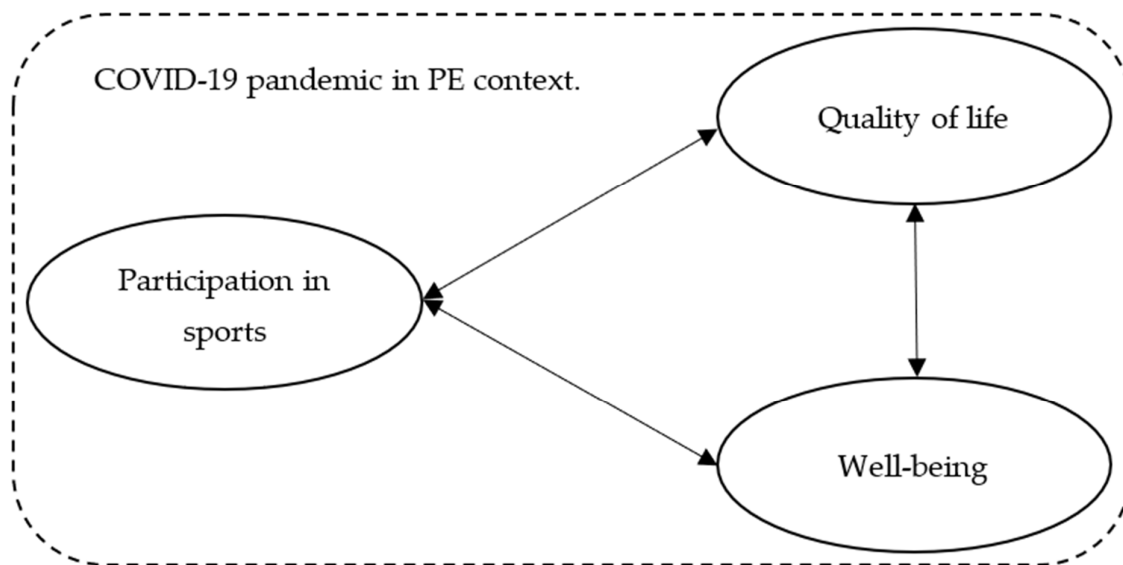 COVID-19 pandemic in PE context.
Quality of life
Participation in
sports
Well-being